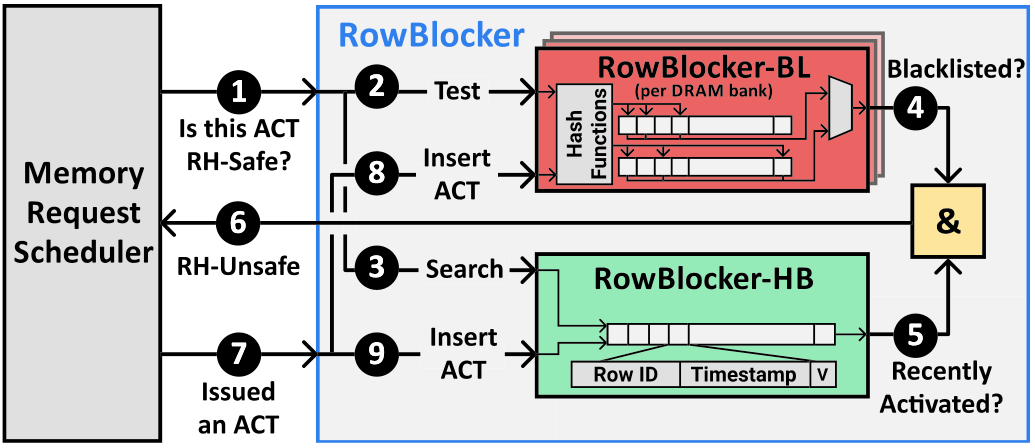 RowBlocker
Memory
Request
Scheduler
1
Is this ACT
RH-Safe?
2
Test
8
Insert
ACT
RowBlocker-BL
(per DRAM bank)
Hash
Functions
Blacklisted?
4
&
6
RH-Unsafe
3
Search
7
Issued
an ACT
9
Insert
ACT
RowBlocker-HB
Row ID
Timestamp
V
5
Recently
Activated?